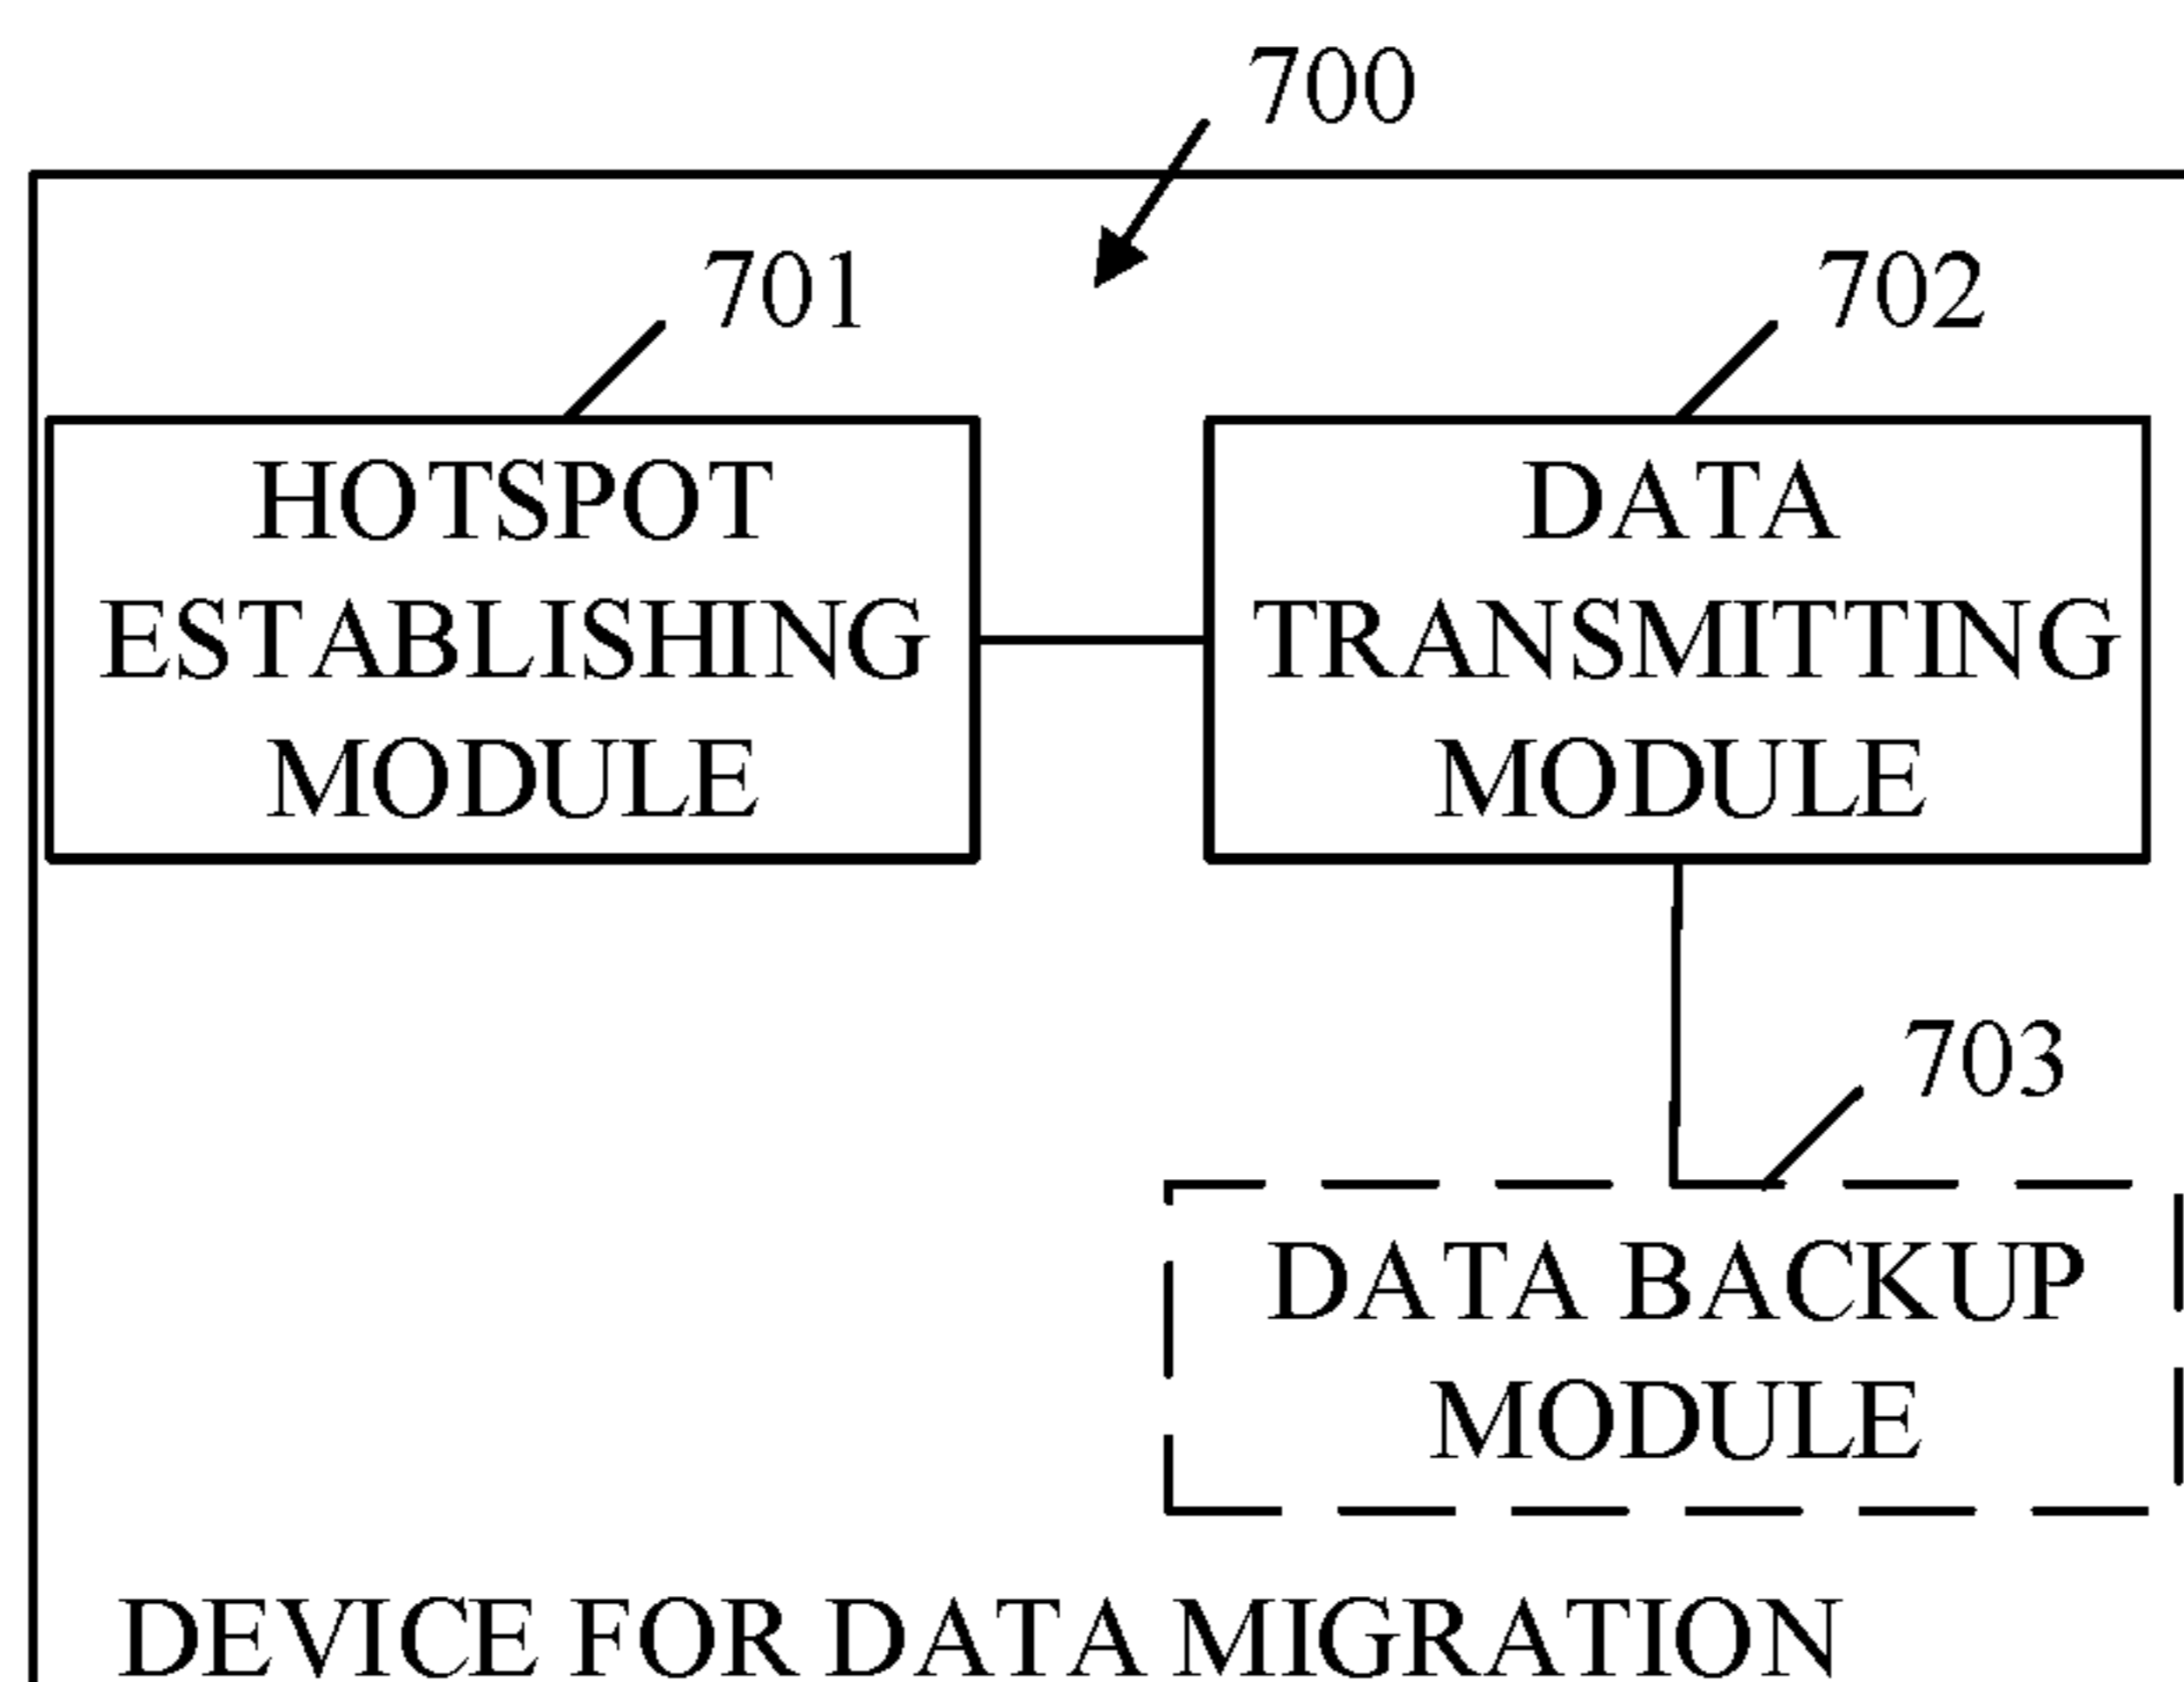 700
701
702
HOTSPOT
ESTABLISHING
MODULE
DATA
TRANSMITTING
MODULE
703
DATA BACKUP
MODULE
DEVICE FOR DATA MIGRATION